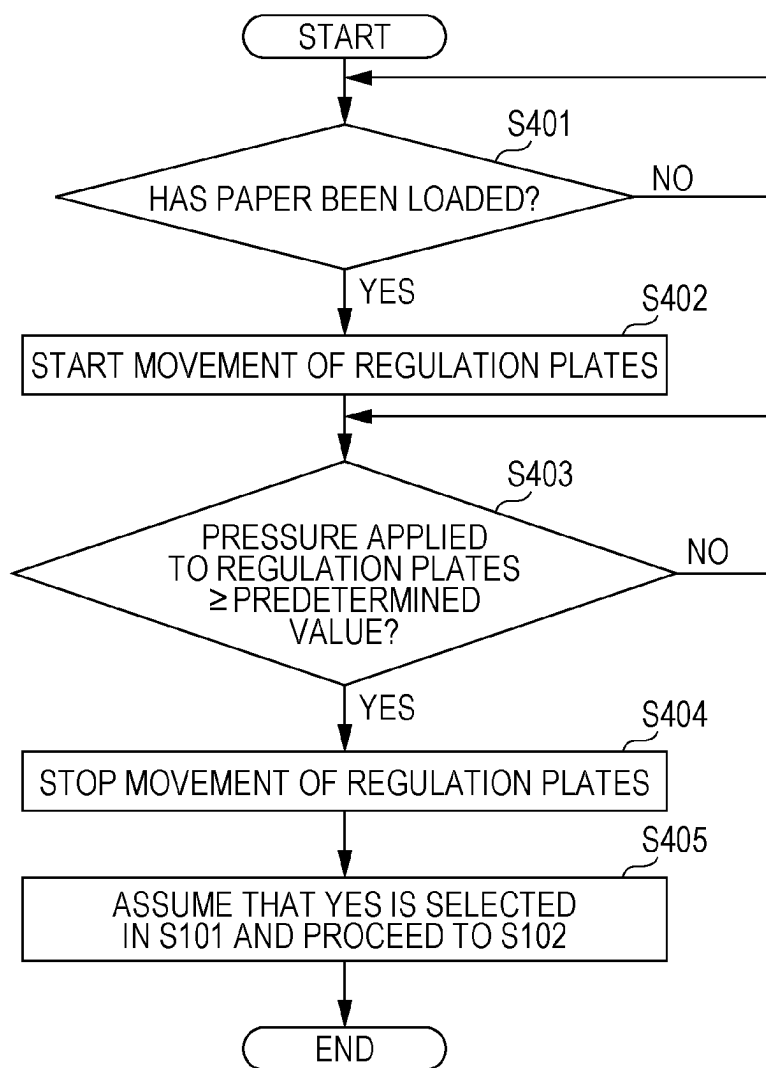 START
S401
HAS PAPER BEEN LOADED?
NO
YES
S402
START MOVEMENT OF REGULATION PLATES
S403
PRESSURE APPLIED
TO REGULATION PLATES
≥ PREDETERMINED
VALUE?
NO
YES
S404
STOP MOVEMENT OF REGULATION PLATES
S405
ASSUME THAT YES IS SELECTED
IN S101 AND PROCEED TO S102
END